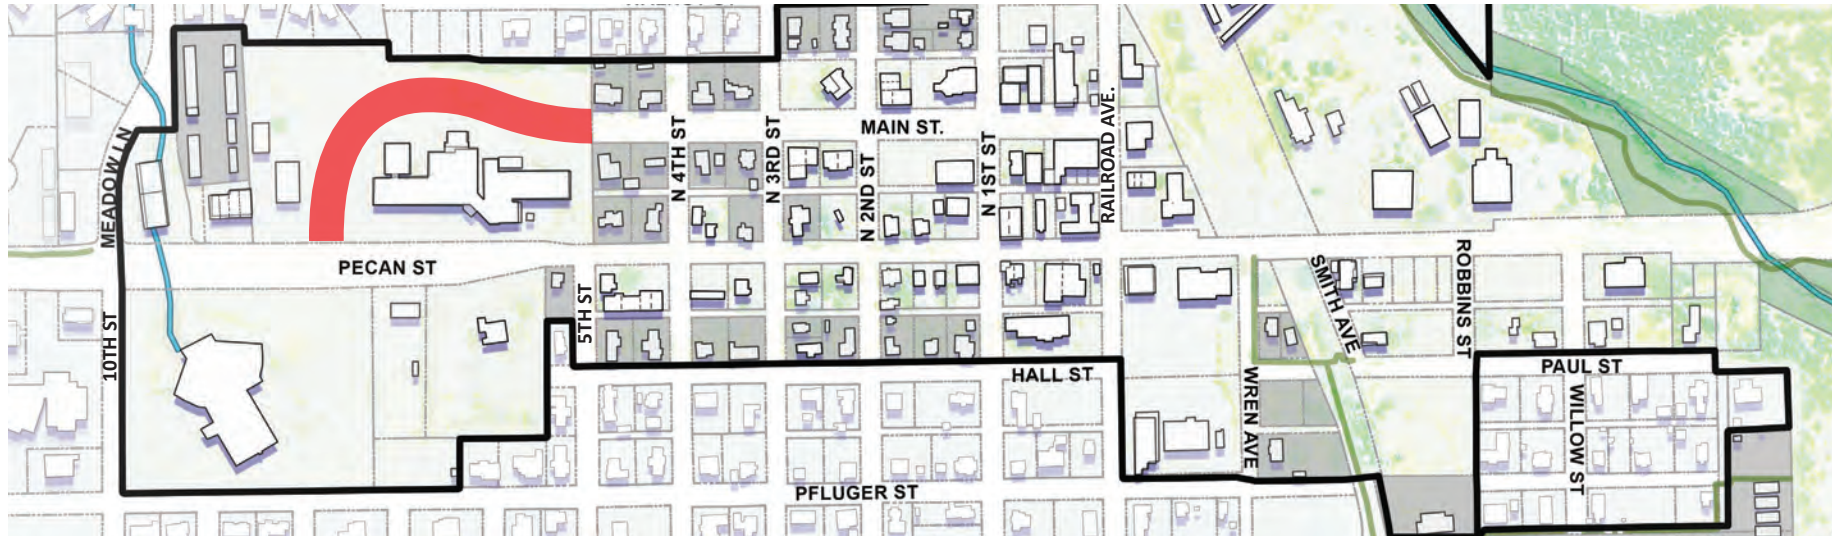 MAIN ST.
RAILROAD AVE.
MEADOW LN
N 4TH ST
N 3RD ST
N 2ND ST
N 1ST ST
PECAN ST
10TH ST
5TH ST
SMITH AVE
ROBBINS ST
HALL ST
PAUL ST
WREN AVE
WILLOW ST
PFLUGER ST